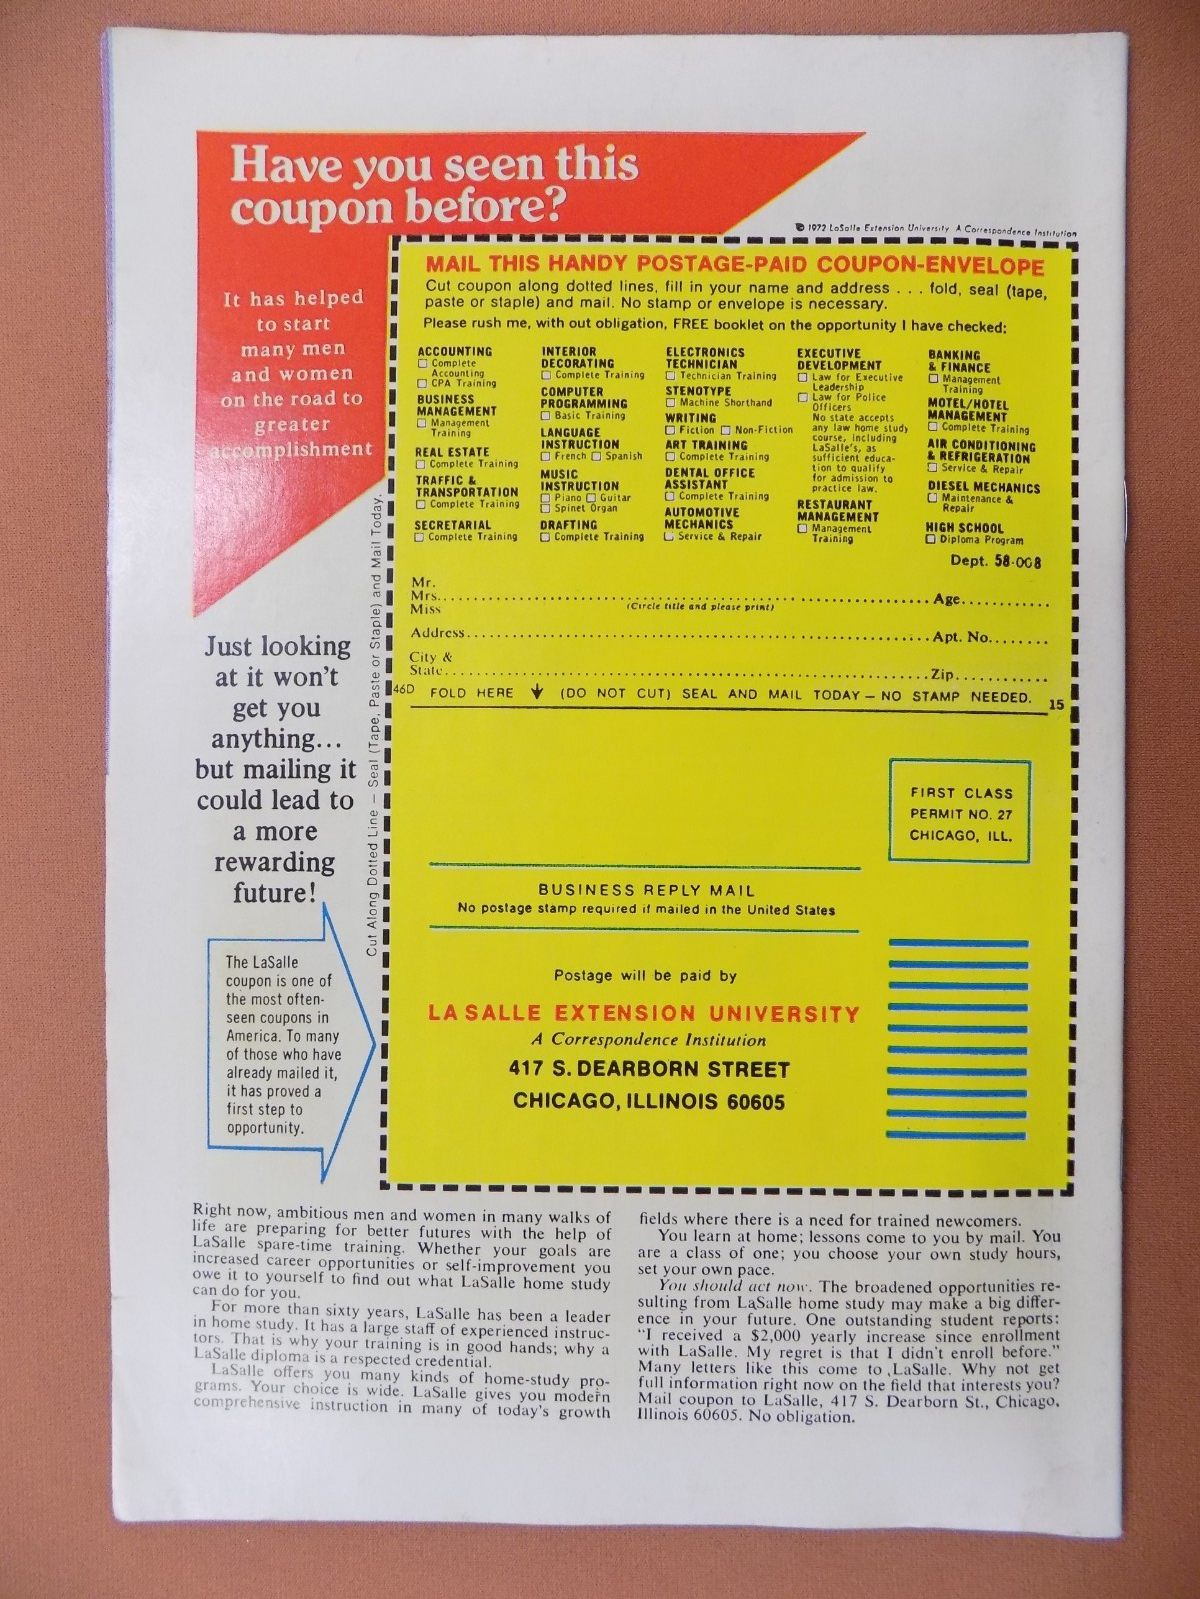 Have you seen this
coupon before?
© 1972 LaSalle Extension University A Correspondence Institution
It has helped
to start
many men
and women
on the road to
greater
accomplishment
Just looking
at it won't
get you
anything...
but mailing it
could lead to
a more
rewarding
future!
The LaSalle
coupon is one of
the most often-
seen coupons in
America. To many
of those who have
already mailed it,
it has proved a
first step to
opportunity.
Cut Along Dotted Line — Seal (Tape, Paste or Staple) and Mail Today.
MAIL THIS HANDY POSTAGE-PAID COUPON-ENVELOPE
Cut coupon along dotted lines, fill in your name and address . . . fold, seal (tape,
paste or staple) and mail. No stamp or envelope is necessary.
Please rush me, with out obligation, FREE booklet on the opportunity I have checked:
ACCOUNTING
Complete
Accounting
CPA Training
BUSINESS
MANAGEMENT
Management
Training
REAL ESTATE
Complete Training
TRAFFIC &
TRANSPORTATION
Complete Training
SECRETARIAL
Complete Training
INTERIOR
DECORATING
Complete Training
COMPUTER
PROGRAMMING
Basic Training
LANGUAGE
INSTRUCTION
French Spanish
MUSIC
INSTRUCTION
Piano Guitar
Spinet Organ
DRAFTING
Complete Training
ELECTRONICS
TECHNICIAN
Technician Training
STENOTYPE
Machine Shorthand
WRITING
Fiction Non-Fiction
ART TRAINING
Complete Training
DENTAL OFFICE
ASSISTANT
Complete Training
AUTOMOTIVE
MECHANICS
Service & Repair
EXECUTIVE
DEVELOPMENT
Law for Executive
Leadership
Law for Police
Officers
No state accepts
any law home study
course, including
LaSalle's, as
sufficient educa-
tion to qualify
for admission to
practice law.
RESTAURANT
MANAGEMENT
Management
Training
BANKING
& FINANCE
Management
Training
MOTEL/HOTEL
MANAGEMENT
Complete Training
AIR CONDITIONING
& REFRIGERATION
Service & Repair
DIESEL MECHANICS
Maintenance &
Repair
HIGH SCHOOL
Diploma Program
Dept. 58-008
Mr.
Mrs. Age
Miss (Circle title and please print)
Address Apt. No.
City &
State Zip
46D FOLD HERE (DO NOT CUT) SEAL AND MAIL TODAY — NO STAMP NEEDED. 15
FIRST CLASS
PERMIT NO. 27
CHICAGO, ILL.
BUSINESS REPLY MAIL
No postage stamp required if mailed in the United States
Postage will be paid by
LA SALLE EXTENSION UNIVERSITY
A Correspondence Institution
417 S. DEARBORN STREET
CHICAGO, ILLINOIS 60605
Right now, ambitious men and women in many walks of
life are preparing for better futures with the help of
LaSalle spare-time training. Whether your goals are
increased career opportunities or self-improvement you
owe it to yourself to find out what LaSalle home study
can do for you.
For more than sixty years, LaSalle has been a leader
in home study. It has a large staff of experienced instruc-
tors. That is why your training is in good hands; why a
LaSalle diploma is a respected credential.
LaSalle offers you many kinds of home-study pro-
grams. Your choice is wide. LaSalle gives you modern
comprehensive instruction in many of today's growth
fields where there is a need for trained newcomers.
You learn at home; lessons come to you by mail. You
are a class of one; you choose your own study hours,
set your own pace.
You should act now. The broadened opportunities re-
sulting from LaSalle home study may make a big differ-
ence in your future. One outstanding student reports:
"I received a $2,000 yearly increase since enrollment
with LaSalle. My regret is that I didn't enroll before."
Many letters like this come to LaSalle. Why not get
full information right now on the field that interests you?
Mail coupon to LaSalle, 417 S. Dearborn St., Chicago,
Illinois 60605. No obligation.